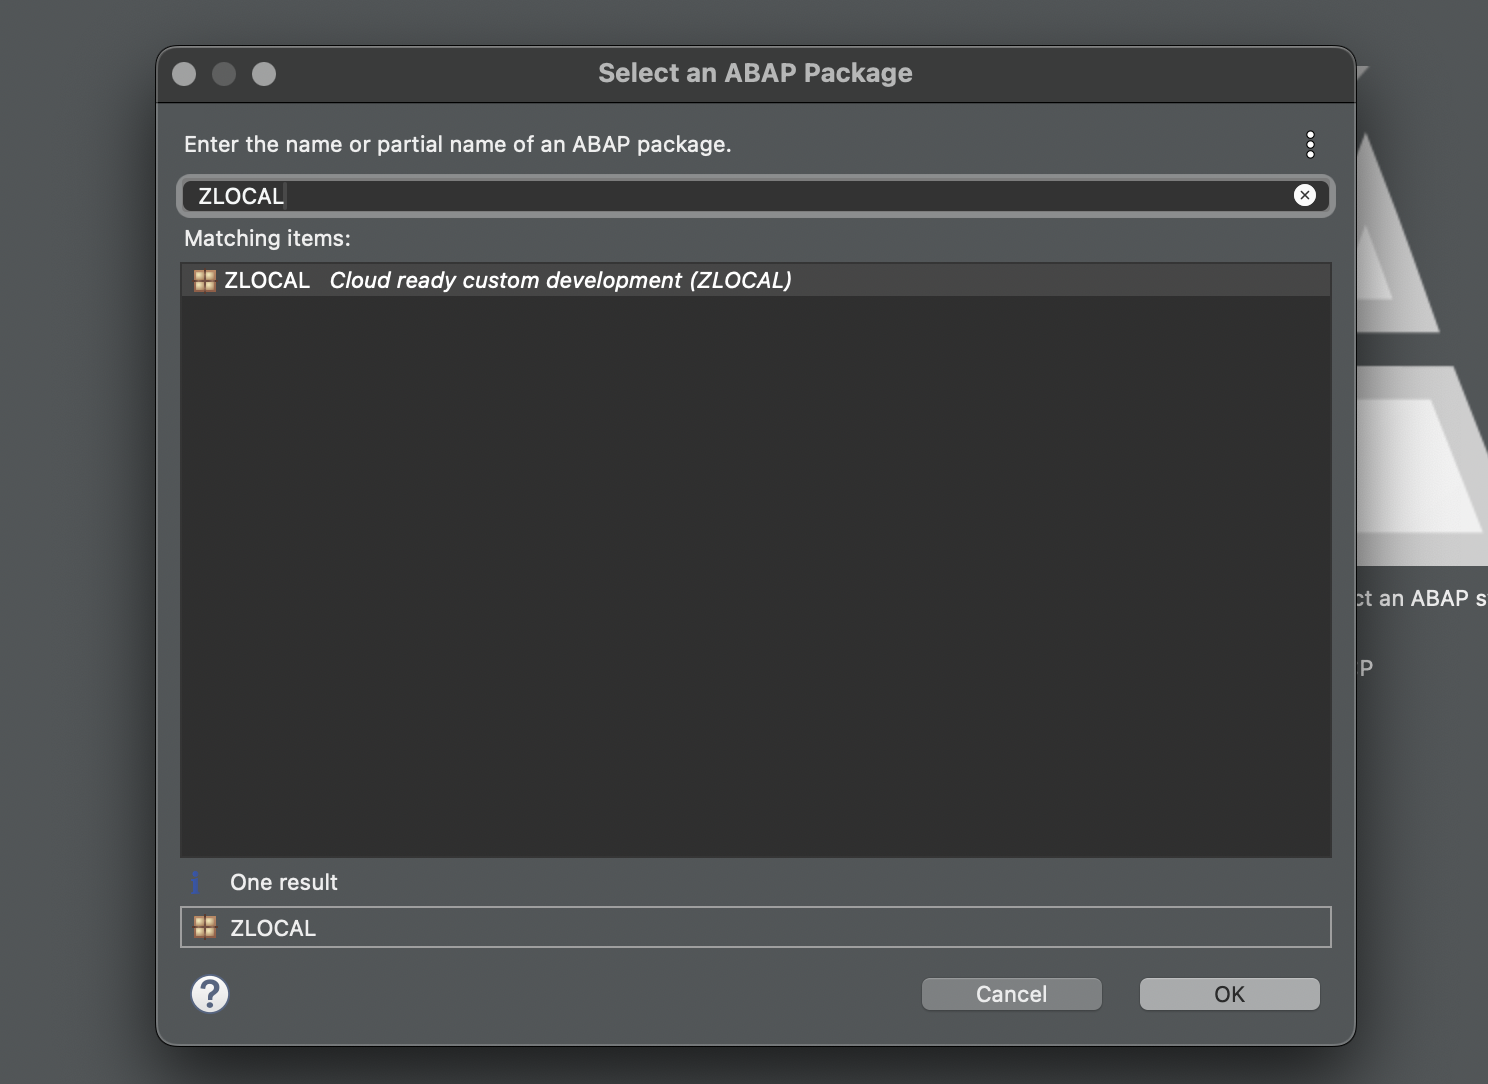 Select an ABAP Package
Enter the name or partial name of an ABAP package.
ZLOCAL
Matching items:
ZLOCAL Cloud ready custom development (ZLOCAL)
ct an ABAP s
P
One result
ZLOCAL
Cancel
OK